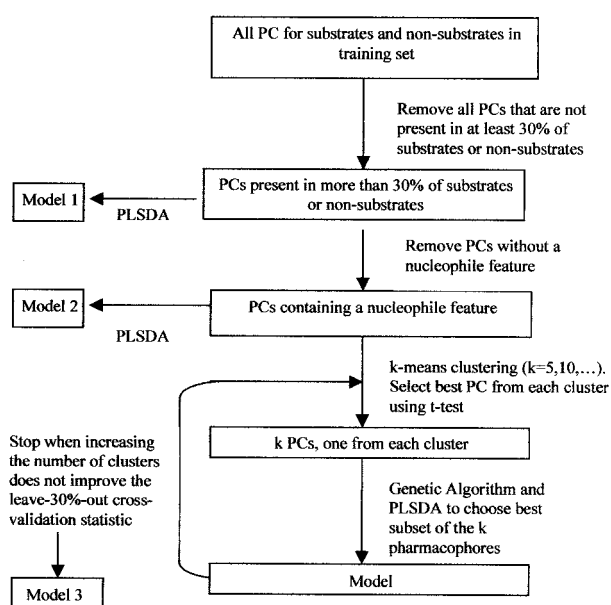 All PC for substrates and non-substrates in
training set
Remove all PCs that are not
present in at least 30% of
substrates or non-substrates
PCs present in more than 30% of substrates
or non-substrates
Model 1
PLSDA
Remove PCs without a
nucleophile feature
PCs containing a nucleophile feature
Model 2
PLSDA
k-means clustering (k=5,10,…).
Select best PC from each cluster
using t-test
k PCs, one from each cluster
Stop when increasing
the number of clusters
does not improve the
leave-30%-out cross-
validation statistic
Genetic Algorithm and
PLSDA to choose best
subset of the k
pharmacophores
Model
Model 3